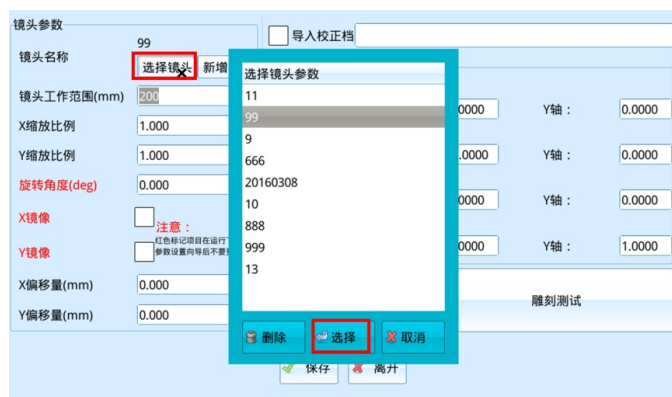 镜头参数
镜头名称
99
选择镜头
新增
镜头工作范围(mm)
200
X缩放比例
1.000
Y缩放比例
1.000
旋转角度(deg)
0.000
X镜像
注意：
红色标记项目在运行
Y镜像
参数设置向导后不要
X偏移量(mm)
0.000
Y偏移量(mm)
0.000
导入校正档
选择镜头参数
11
99
9
666
20160308
10
888
999
13
删除
选择
取消
0000
Y轴：
0.0000
.0000
Y轴：
0.0000
0000
Y轴：
0.0000
0000
Y轴：
1.0000
雕刻测试
保存
离开